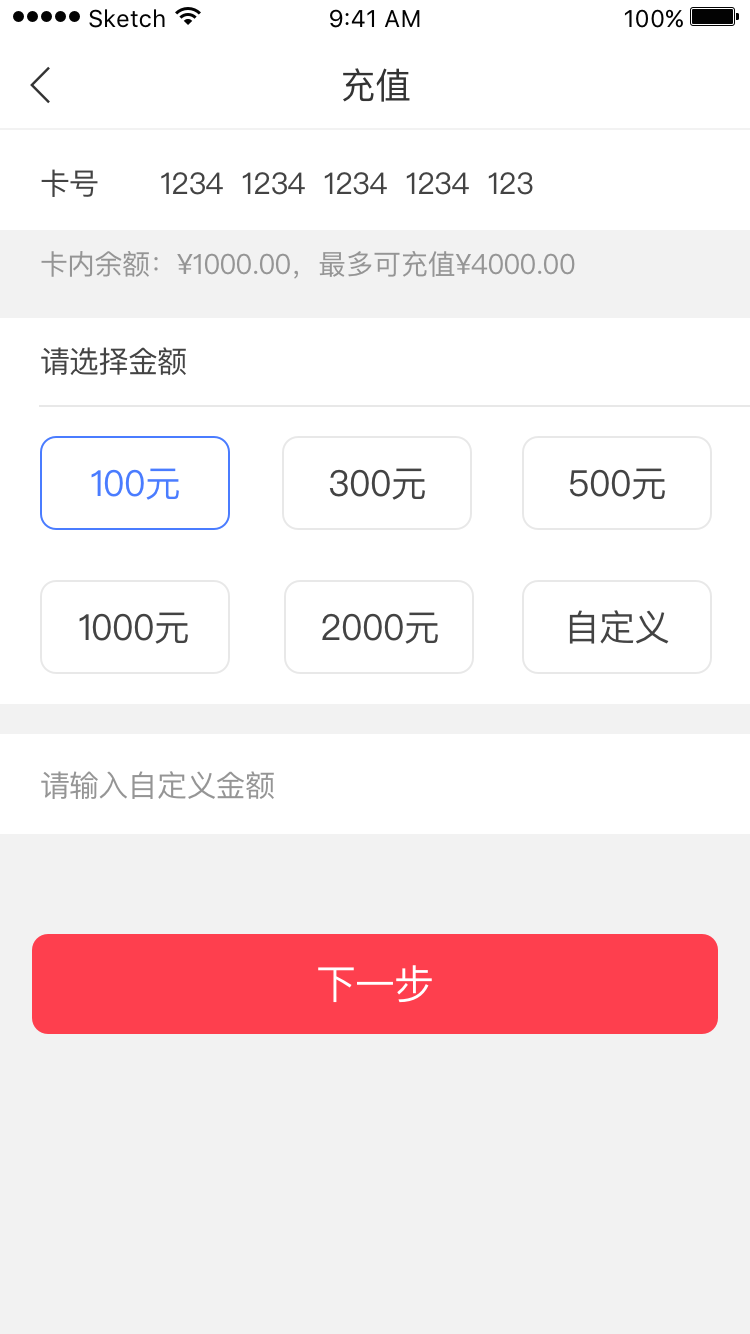 ●●●●● Sketch 9:41 AM 100%
充值
卡号 1234 1234 1234 1234 123
卡内余额：¥1000.00，最多可充值¥4000.00
请选择金额
100元 300元 500元
1000元 2000元 自定义
请输入自定义金额
下一步